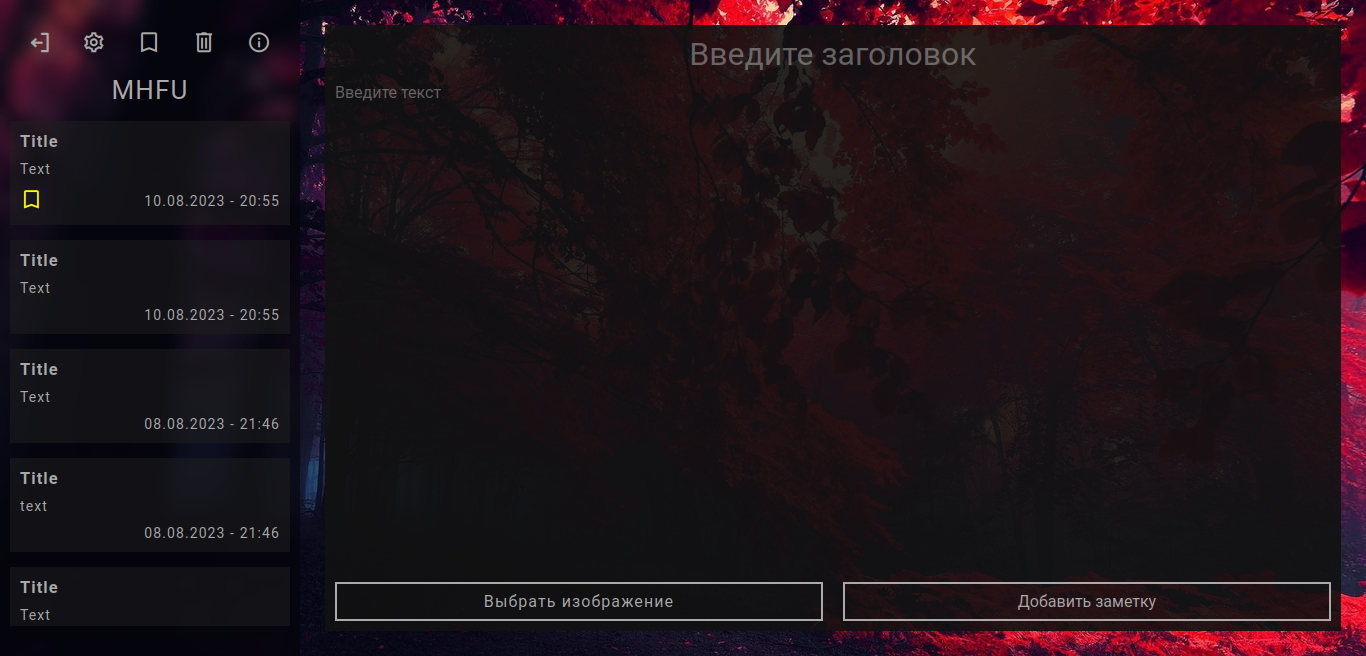 MHFU
Title
Text
10.08.2023 - 20:55
Title
Text
10.08.2023 - 20:55
Title
Text
08.08.2023 - 21:46
Title
text
08.08.2023 - 21:46
Title
Text
Введите заголовок
Введите текст
Выбрать изображение
Добавить заметку